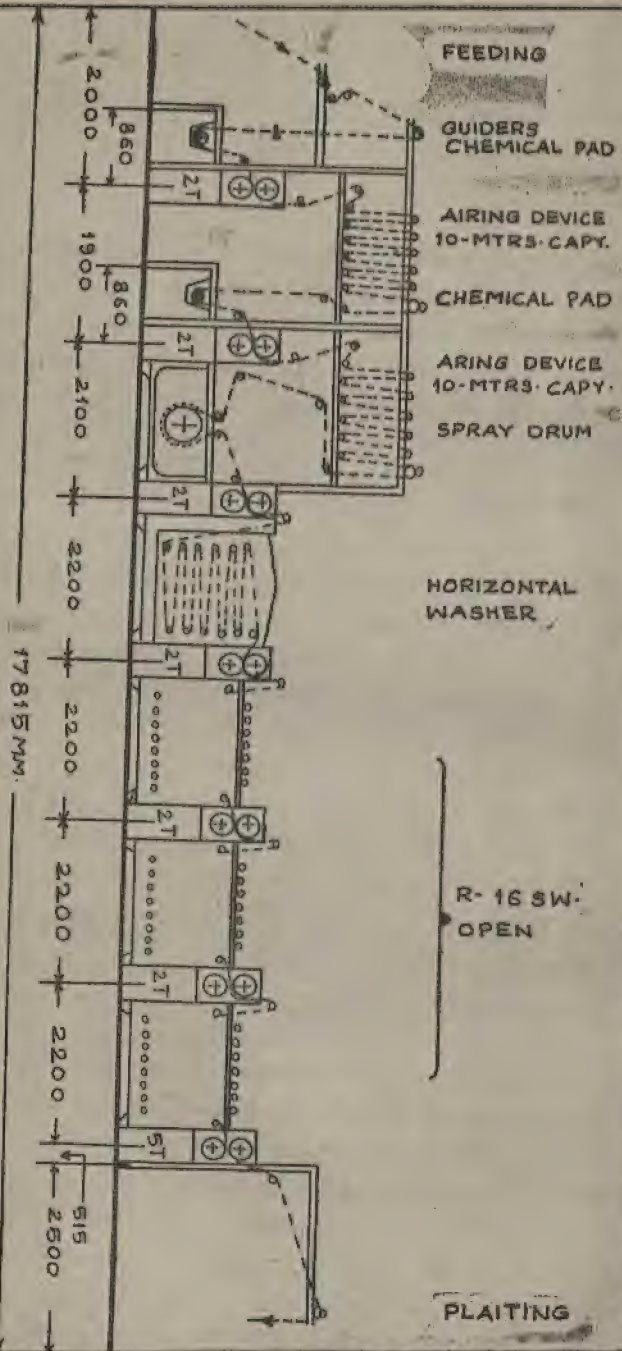 FEEDING
GUIDERS
CHEMICAL PAD
AIRING DEVICE
10-MTRS. CAPY.
CHEMICAL PAD
ARING DEVICE
10-MTRS. CAPY.
SPRAY DRUM
HORIZONTAL
WASHER
R- 16 SW.
OPEN
PLAITING
2T
2T
2T
2T
2T
2T
5T
860
860
2000
1900
2100
2200
2200
2200
2200
515
2500
17815 MM.